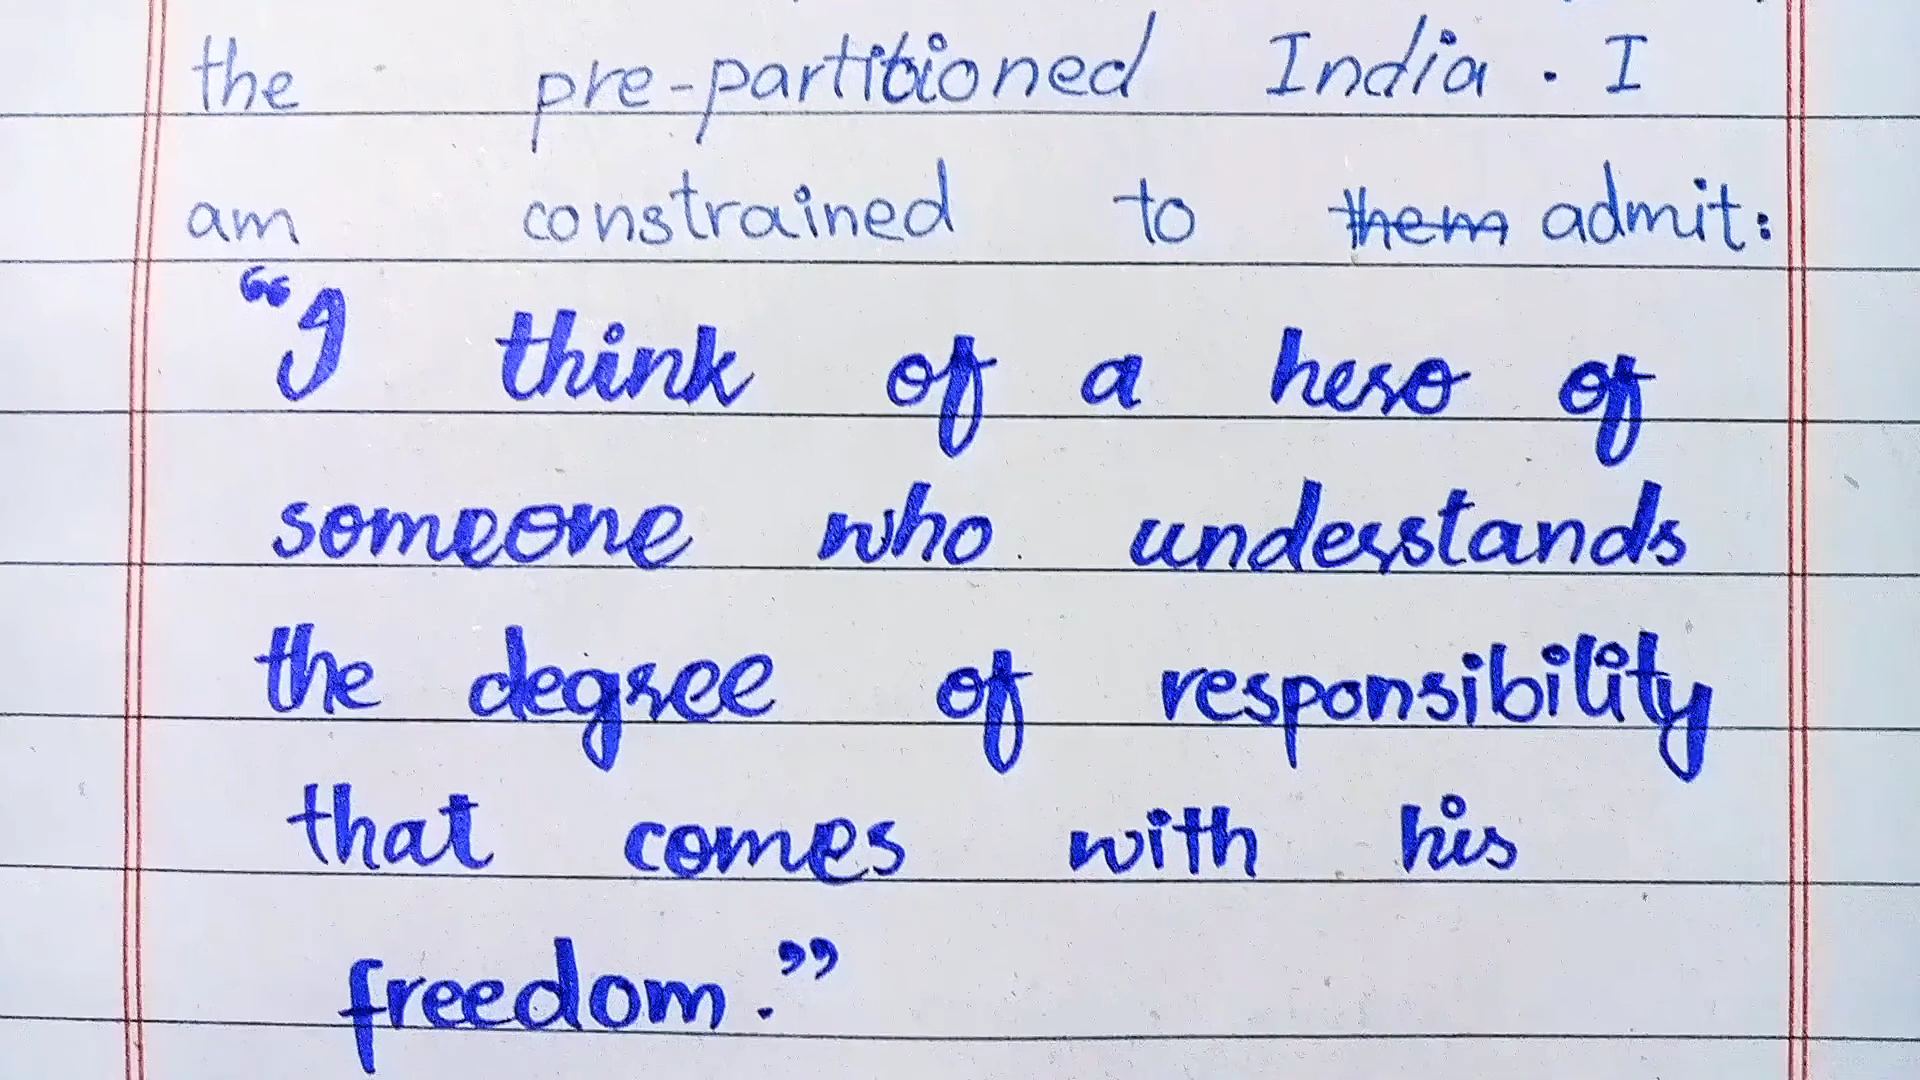 the pre-partitioned India. I
am constrained to ~~them~~ admit:
“I think of a hero of
someone who understands
the degree of responsibility
that comes with his
freedom.”